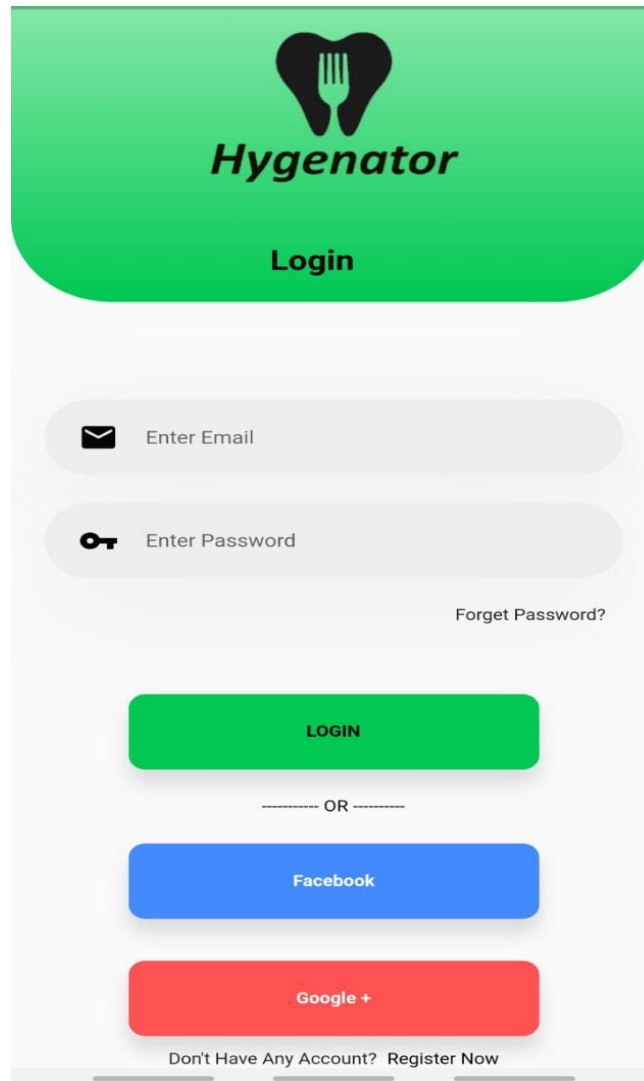 Hygenator
Login
Enter Email
Enter Password
Forget Password?
LOGIN
----------- OR ----------
Facebook
Google +
Don't Have Any Account? Register Now